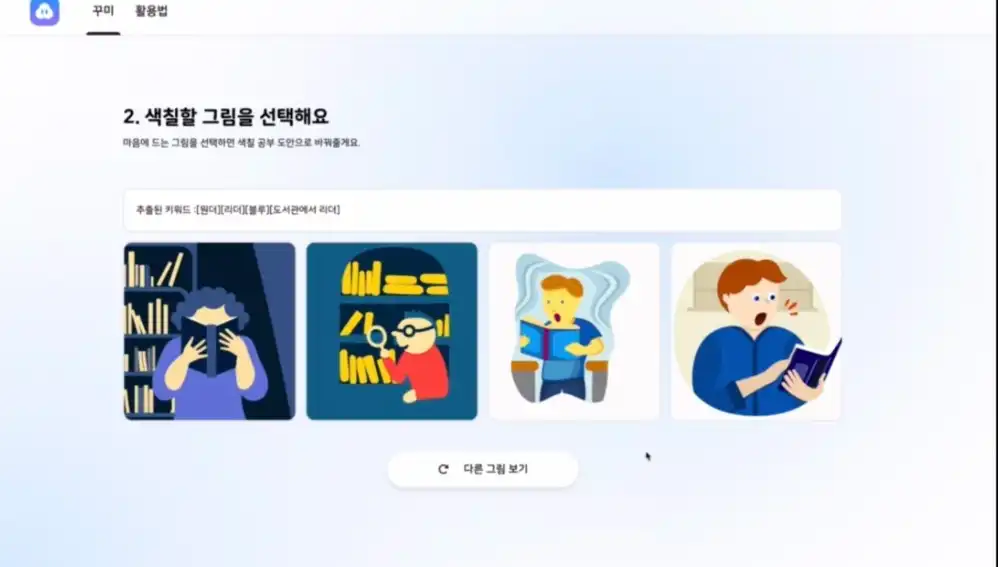 꾸미 활용법
2. 색칠할 그림을 선택해요
마음에 드는 그림을 선택하면 색칠 공부 도안으로 바꿔줄게요.
추출된 키워드 :[원더][리더][블루][도서관에서 리더]
다른 그림 보기